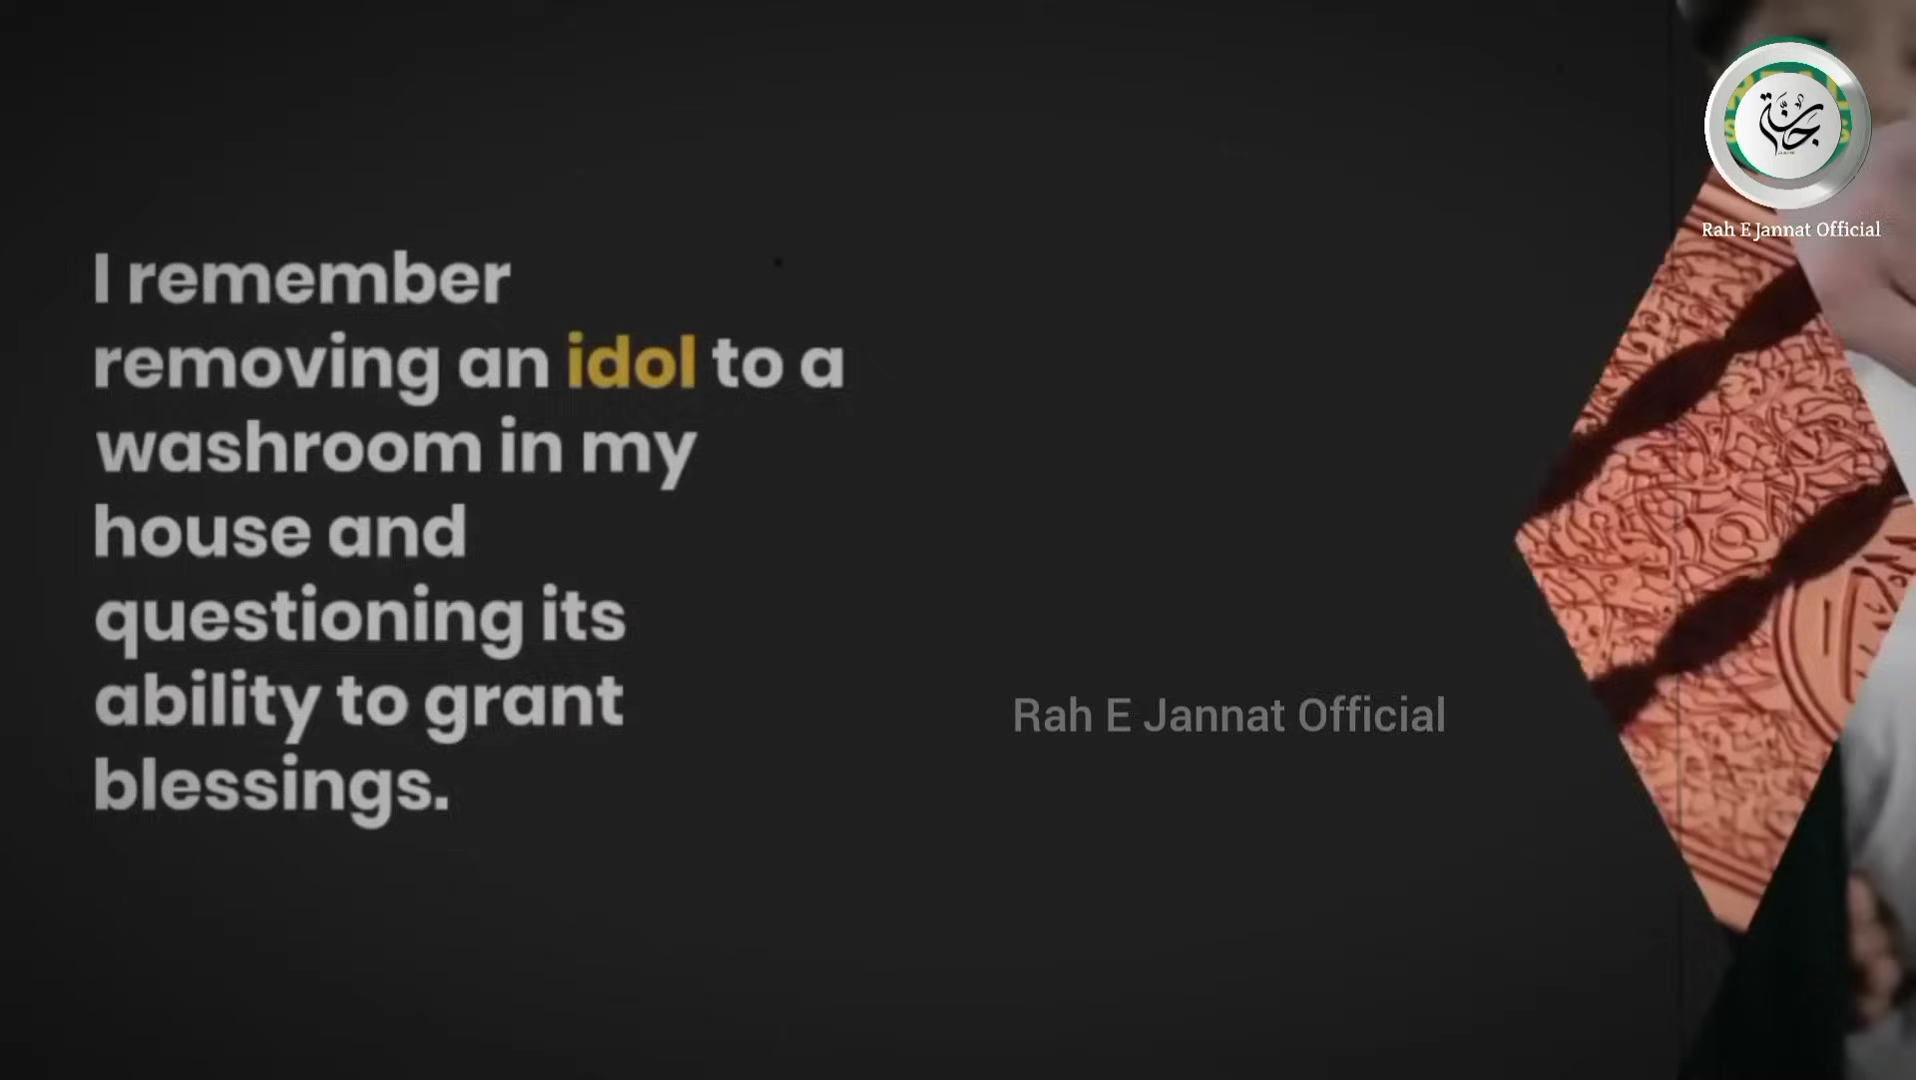 I remember
removing an idol to a
washroom in my
house and
questioning its
ability to grant
blessings.
Rah E Jannat Official
جنّة
Rah E Jannat Official